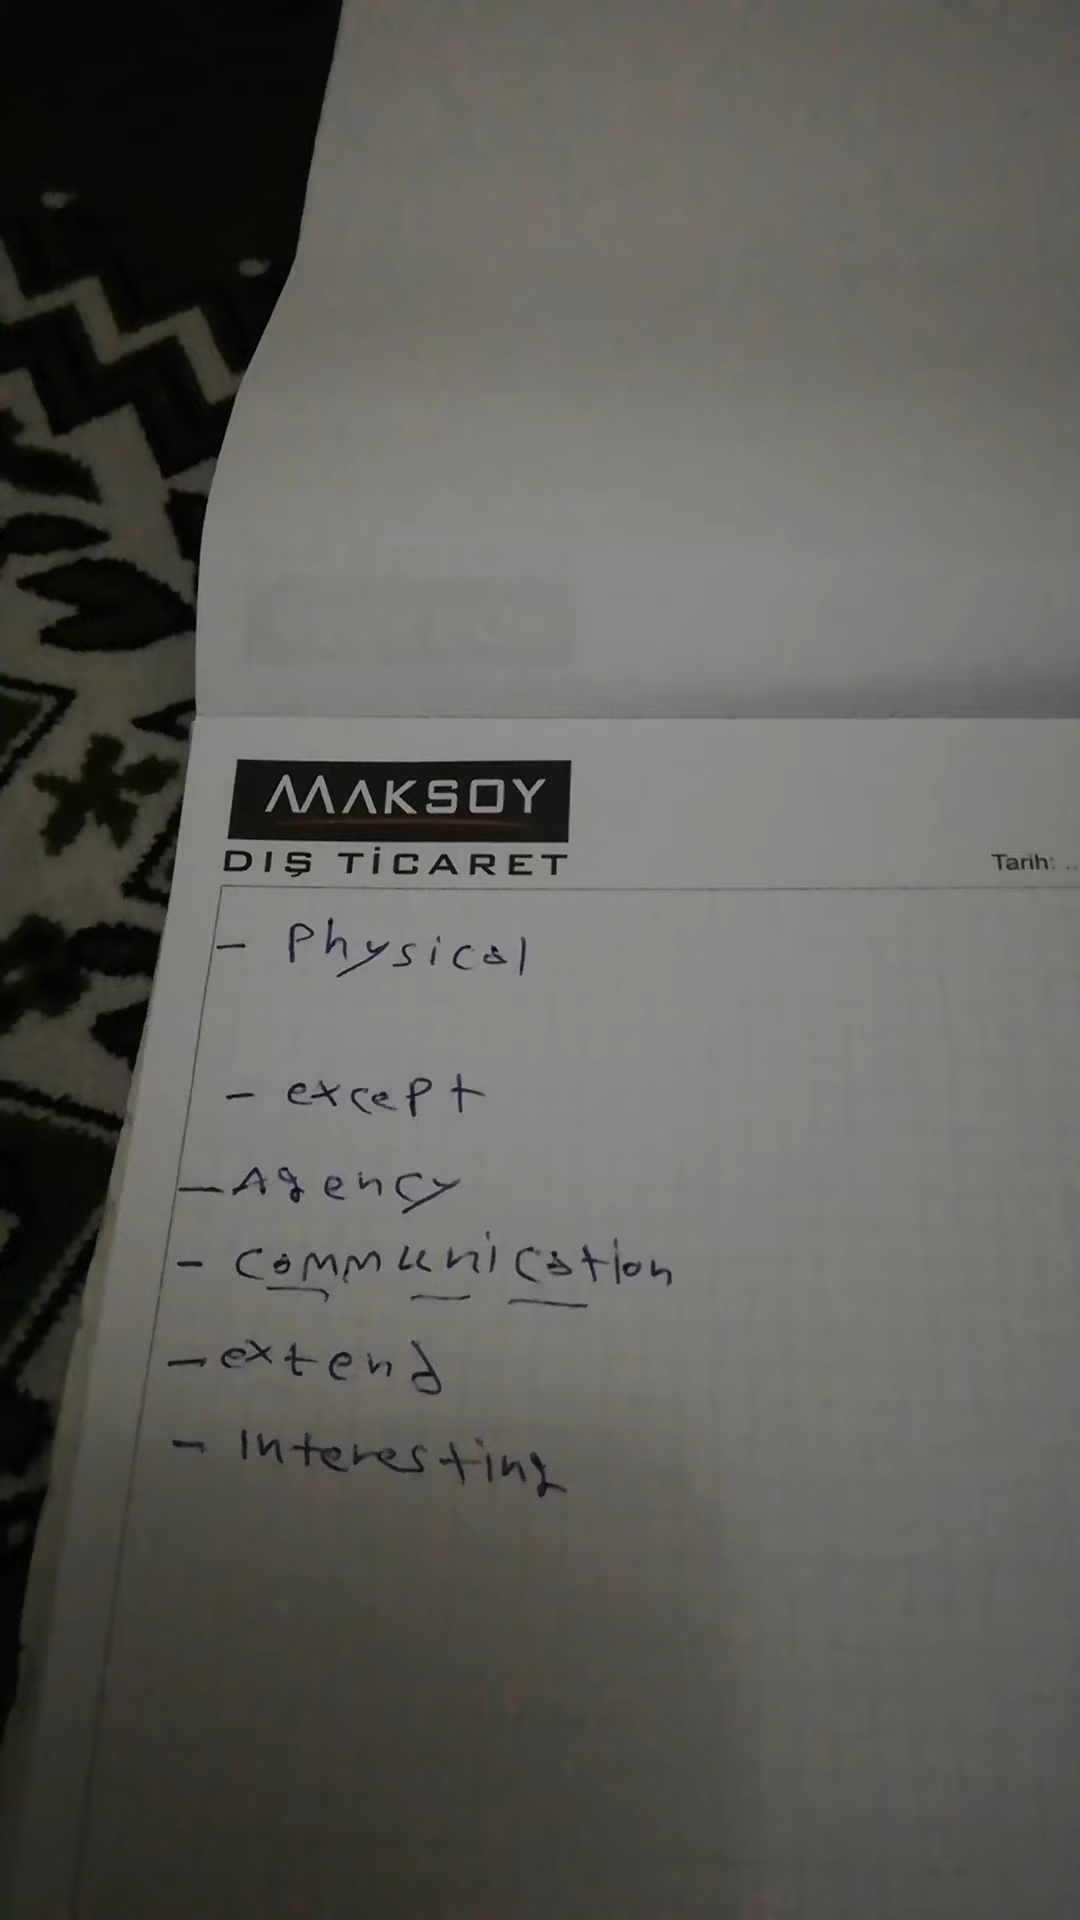 MAKSOY
DIŞ TİCARET
Tarih: ..
- Physical
- except
- Agency
- Communication
- extend
- Interesting